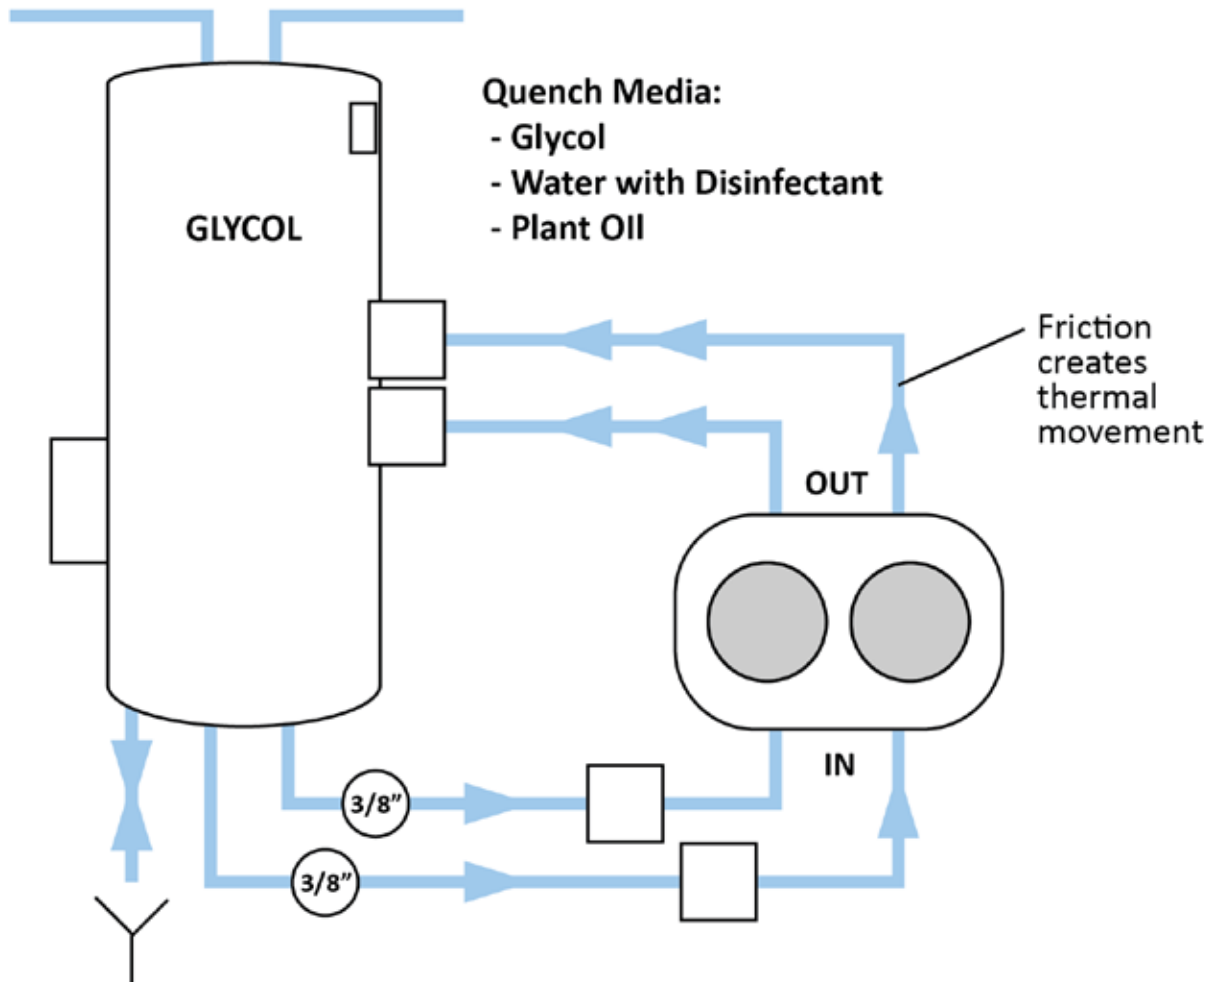 Quench Media:
- Glycol
- Water with Disinfectant
- Plant OIl
GLYCOL
Friction
creates
thermal
movement
OUT
IN
3/8”
3/8”